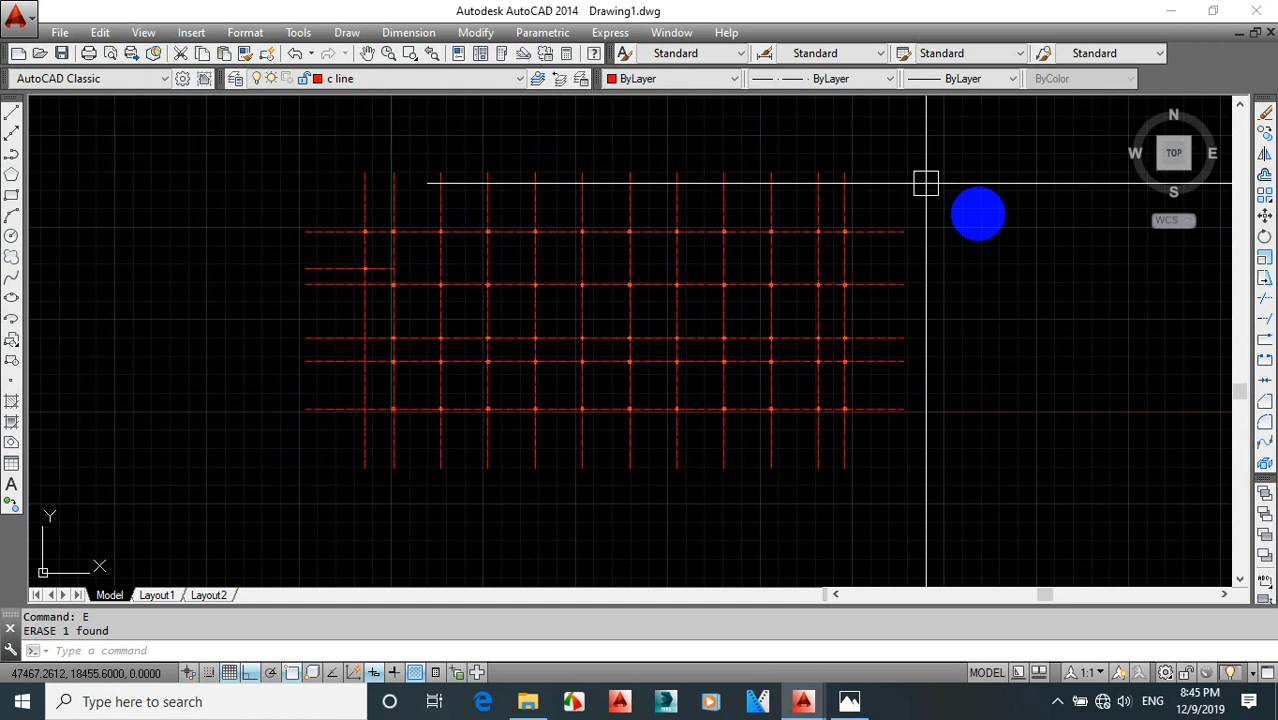 Autodesk AutoCAD 2014 Drawing1.dwg
File Edit View Insert Format Tools Draw Dimension Modify Parametric Express Window Help
Standard Standard Standard Standard
AutoCAD Classic c line ByLayer ByLayer ByLayer ByColor
N
W TOP E
S
WCS
Y
X
Model Layout1 Layout2
Command: E
ERASE 1 found
Type a command
47467.2612, 18455.6000, 0.0000 MODEL 1:1
Type here to search ENG 8:45 PM
12/9/2019